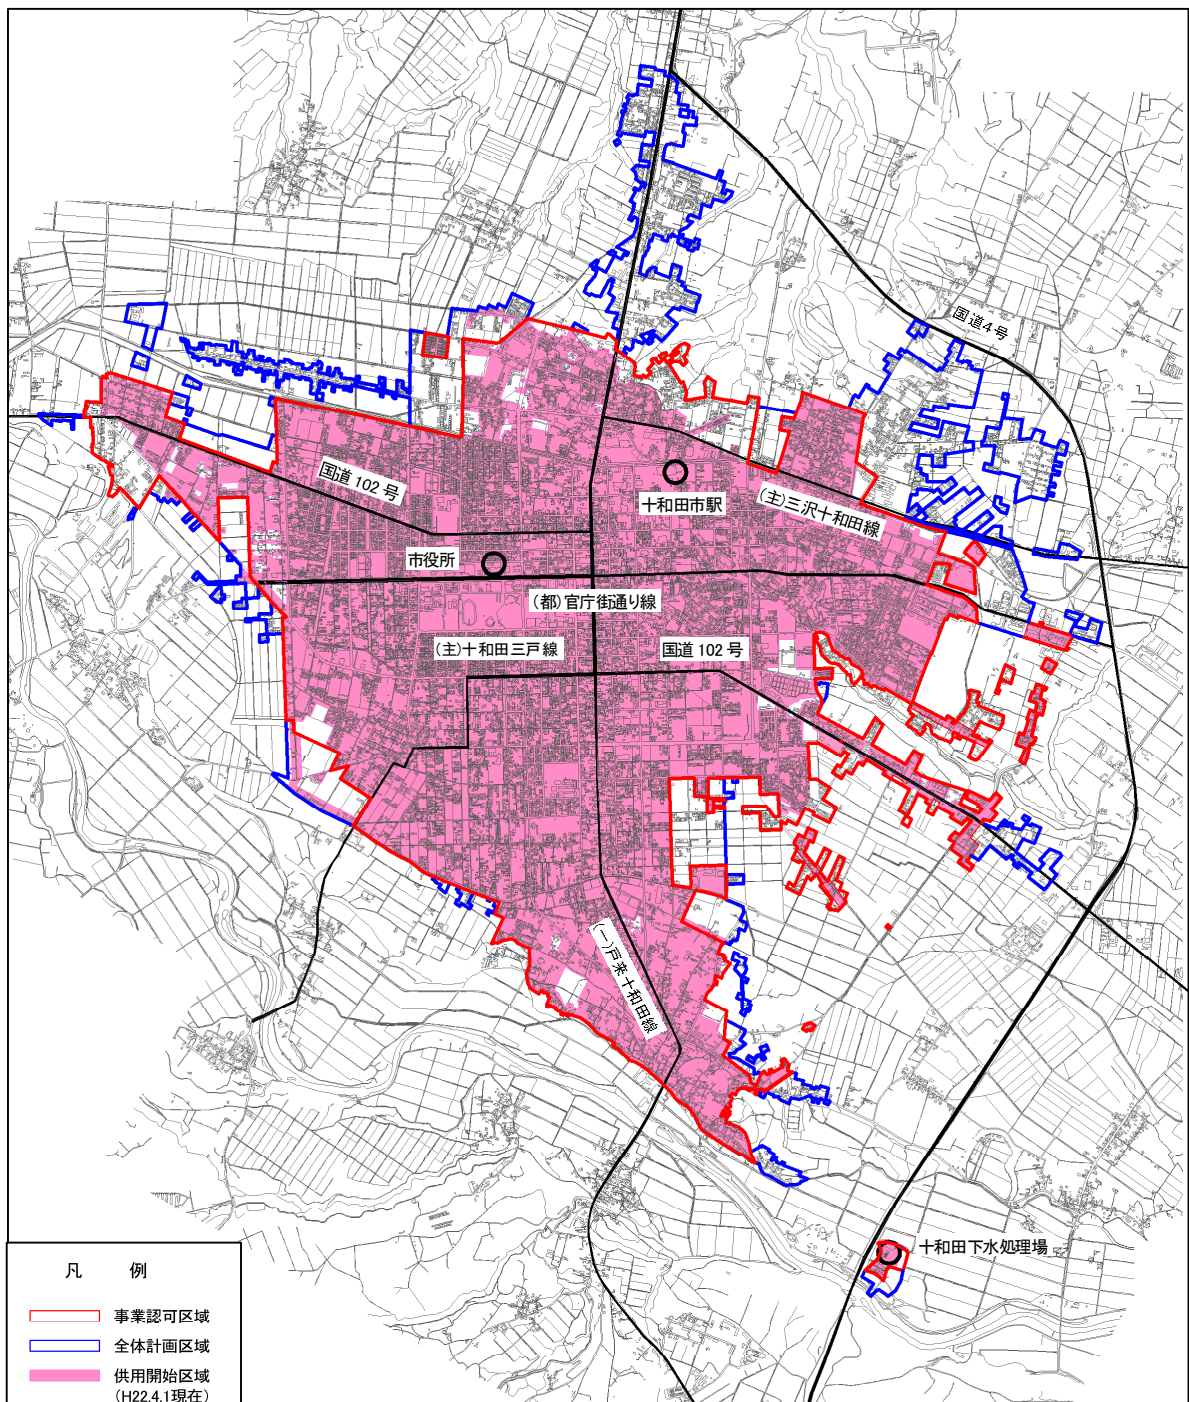 国道4号
国道 102 号
十和田市駅
(主)三沢十和田線
市役所
(都)官庁街通り線
(主)十和田三戸線
国道 102 号
(一)戸来十和田線
十和田下水処理場
凡 例
事業認可区域
全体計画区域
供用開始区域
(H22.4.1現在)